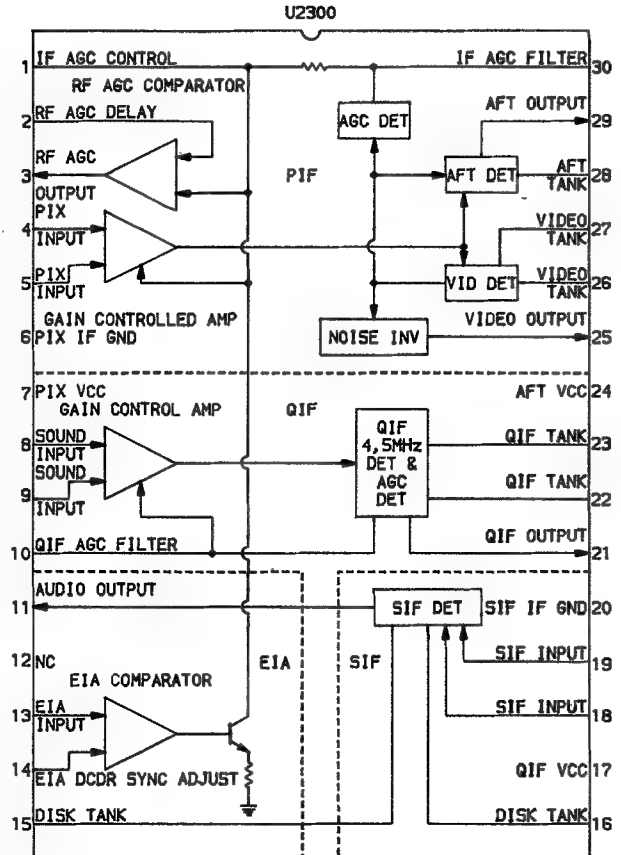 U2300
1 IF AGC CONTROL IF AGC FILTER 30
RF AGC COMPARATOR
AFT OUTPUT 29
2 RF AGC DELAY
AGC DET
3 RF AGC
OUTPUT
PIF
AFT DET
AFT
TANK 28
PIX
4 INPUT
VIDEO
TANK 27
5 PIX
INPUT
VID DET
VIDEO
TANK 26
GAIN CONTROLLED AMP
VIDEO OUTPUT 25
6 PIX IF GND
NOISE INV
7 PIX VCC
AFT VCC 24
GAIN CONTROL AMP
QIF
8 SOUND
INPUT
QIF
4,5MHz
DET &
AGC
DET
QIF TANK 23
SOUND
9 INPUT
QIF TANK 22
10 QIF AGC FILTER
QIF OUTPUT 21
AUDIO OUTPUT
11
SIF DET
SIF IF GND 20
12 NC
EIA
SIF
SIF INPUT 19
EIA COMPARATOR
13 EIA
INPUT
SIF INPUT 18
14 EIA DCDR SYNC ADJUST
QIF VCC 17
15 DISK TANK
DISK TANK 16